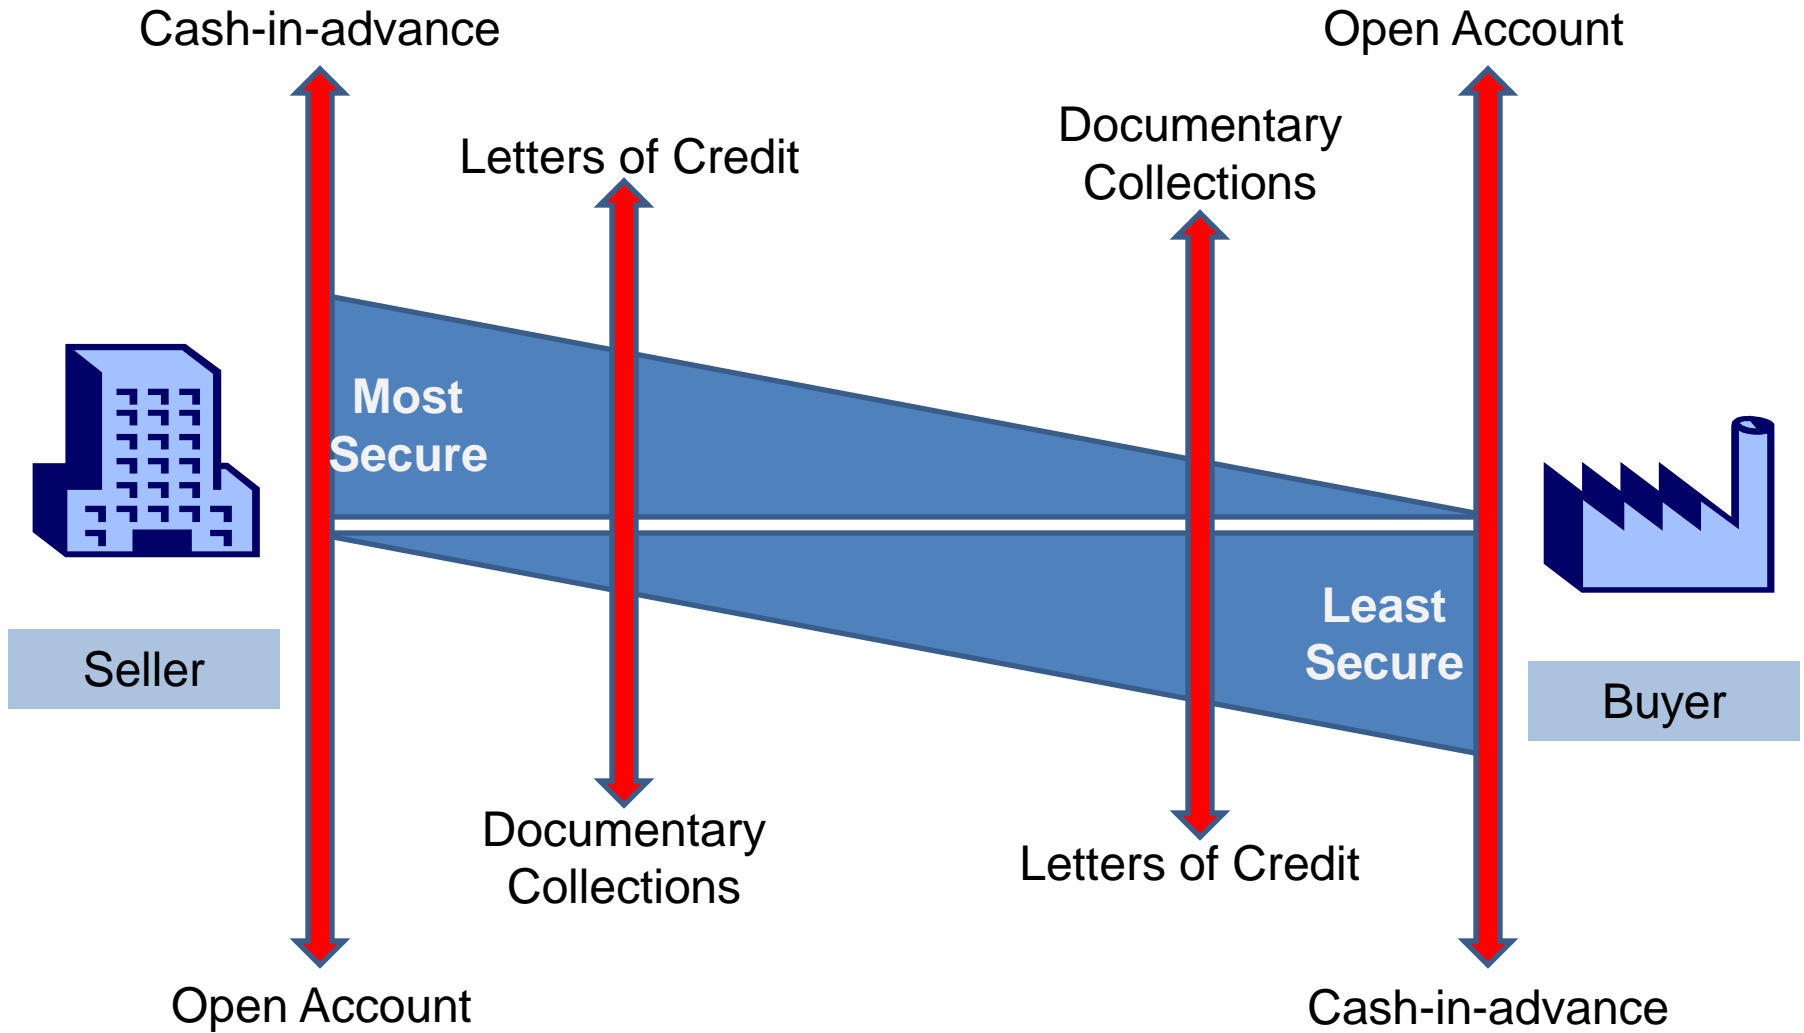 Cash-in-advance
Open Account
Letters of Credit
Documentary
Collections
Most
Secure
Least
Secure
Seller
Buyer
Documentary
Collections
Letters of Credit
Open Account
Cash-in-advance